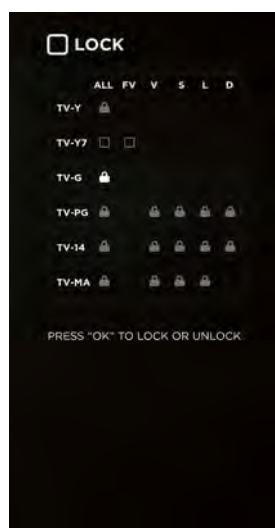 LOCK
ALL FV V S L D
TV-Y
TV-Y7
TV-G
TV-PG
TV-14
TV-MA
PRESS "OK" TO LOCK OR UNLOCK